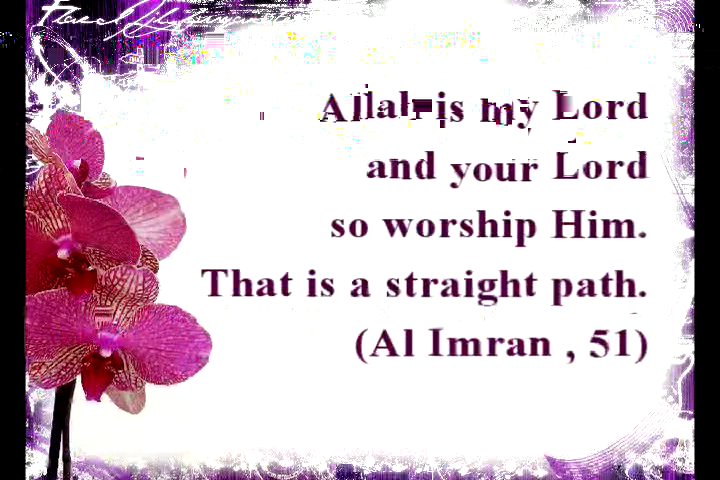 Allah is my Lord
and your Lord
so worship Him.
That is a straight path.
(Al Imran , 51)